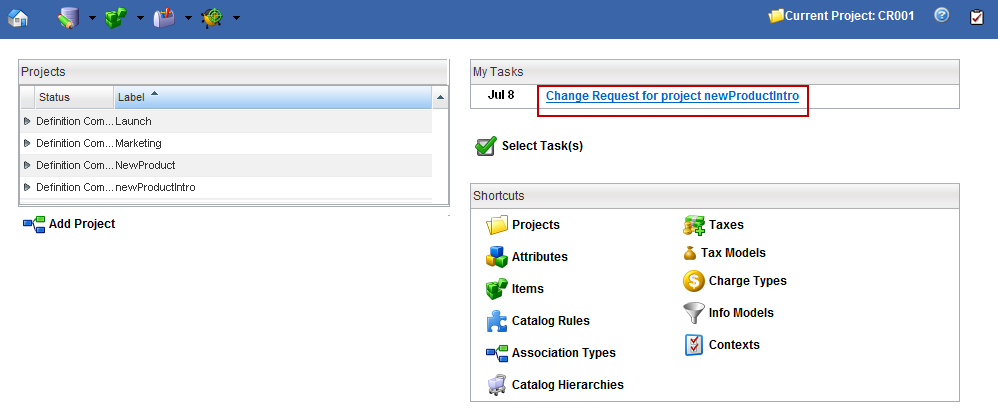 Current Project: CR001
Projects
Status Label
Definition Com... Launch
Definition Com... Marketing
Definition Com... NewProduct
Definition Com... newProductIntro
Add Project
My Tasks
Jul 8 Change Request for project newProductIntro
Select Task(s)
Shortcuts
Projects
Attributes
Items
Catalog Rules
Association Types
Catalog Hierarchies
Taxes
Tax Models
Charge Types
Info Models
Contexts